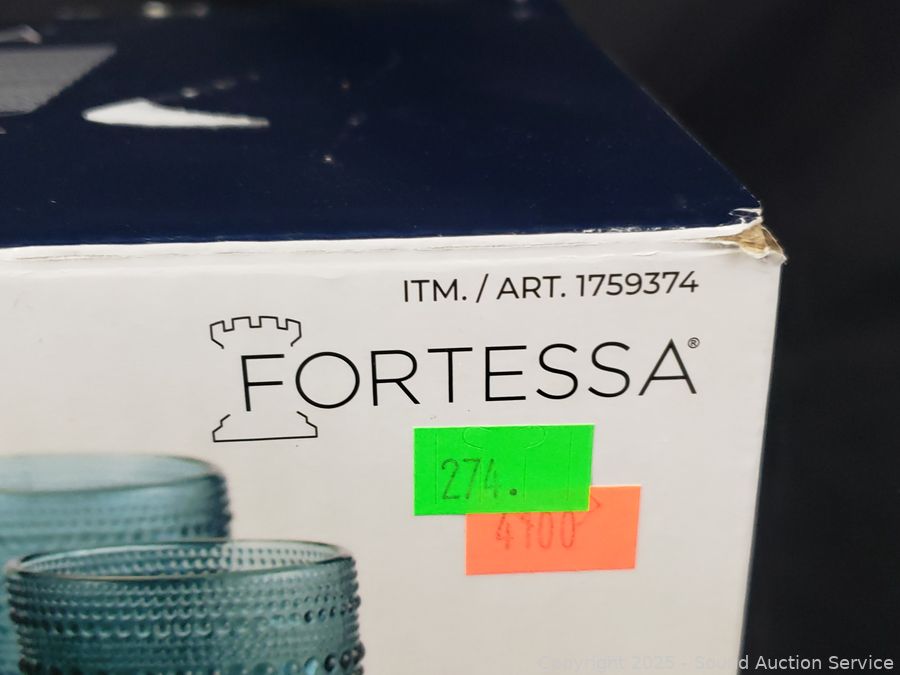 ITM. / ART. 1759374
FORTESSA®
274.
4100
Copyright 2025 - Sound Auction Service